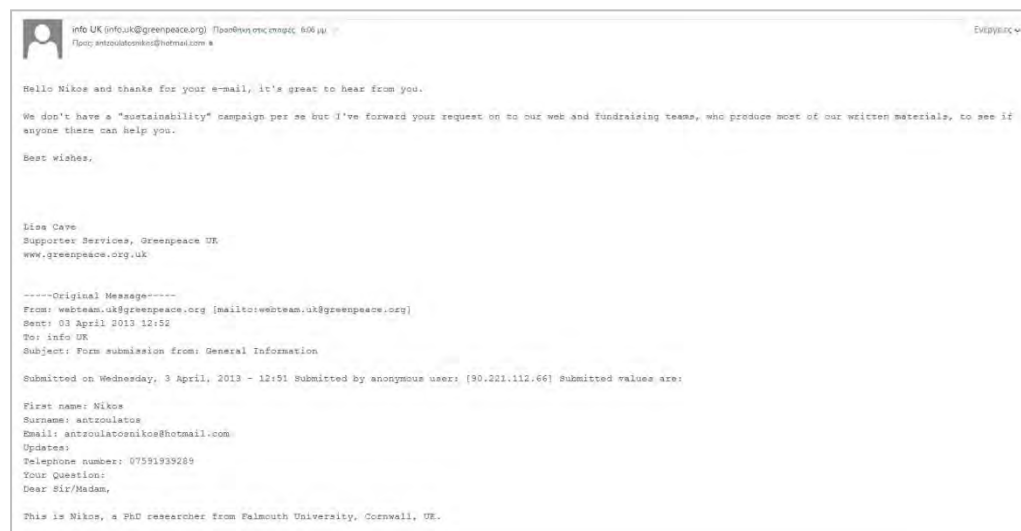 info UK (info.uk@greenpeace.org) Προσθήκη στις επαφές 6:06 μμ
Προς: antzoulatosnikos@hotmail.com
Ενέργειες
Hello Nikos and thanks for your e-mail, it's great to hear from you.
We don't have a "sustainability" campaign per se but I've forward your request on to our web and fundraising teams, who produce most of our written materials, to see if
anyone there can help you.
Best wishes,
Lisa Cave
Supporter Services, Greenpeace UK
www.greenpeace.org.uk
-----Original Message-----
From: webteam.uk@greenpeace.org [mailto:webteam.uk@greenpeace.org]
Sent: 03 April 2013 12:52
To: info UK
Subject: Form submission from: General Information
Submitted on Wednesday, 3 April, 2013 - 12:51 Submitted by anonymous user: [90.221.112.66] Submitted values are:
First name: Nikos
Surname: antzoulatos
Email: antzoulatosnikos@hotmail.com
Updates:
Telephone number: 07591939289
Your Question:
Dear Sir/Madam,
This is Nikos, a PhD researcher from Falmouth University, Cornwall, UK.